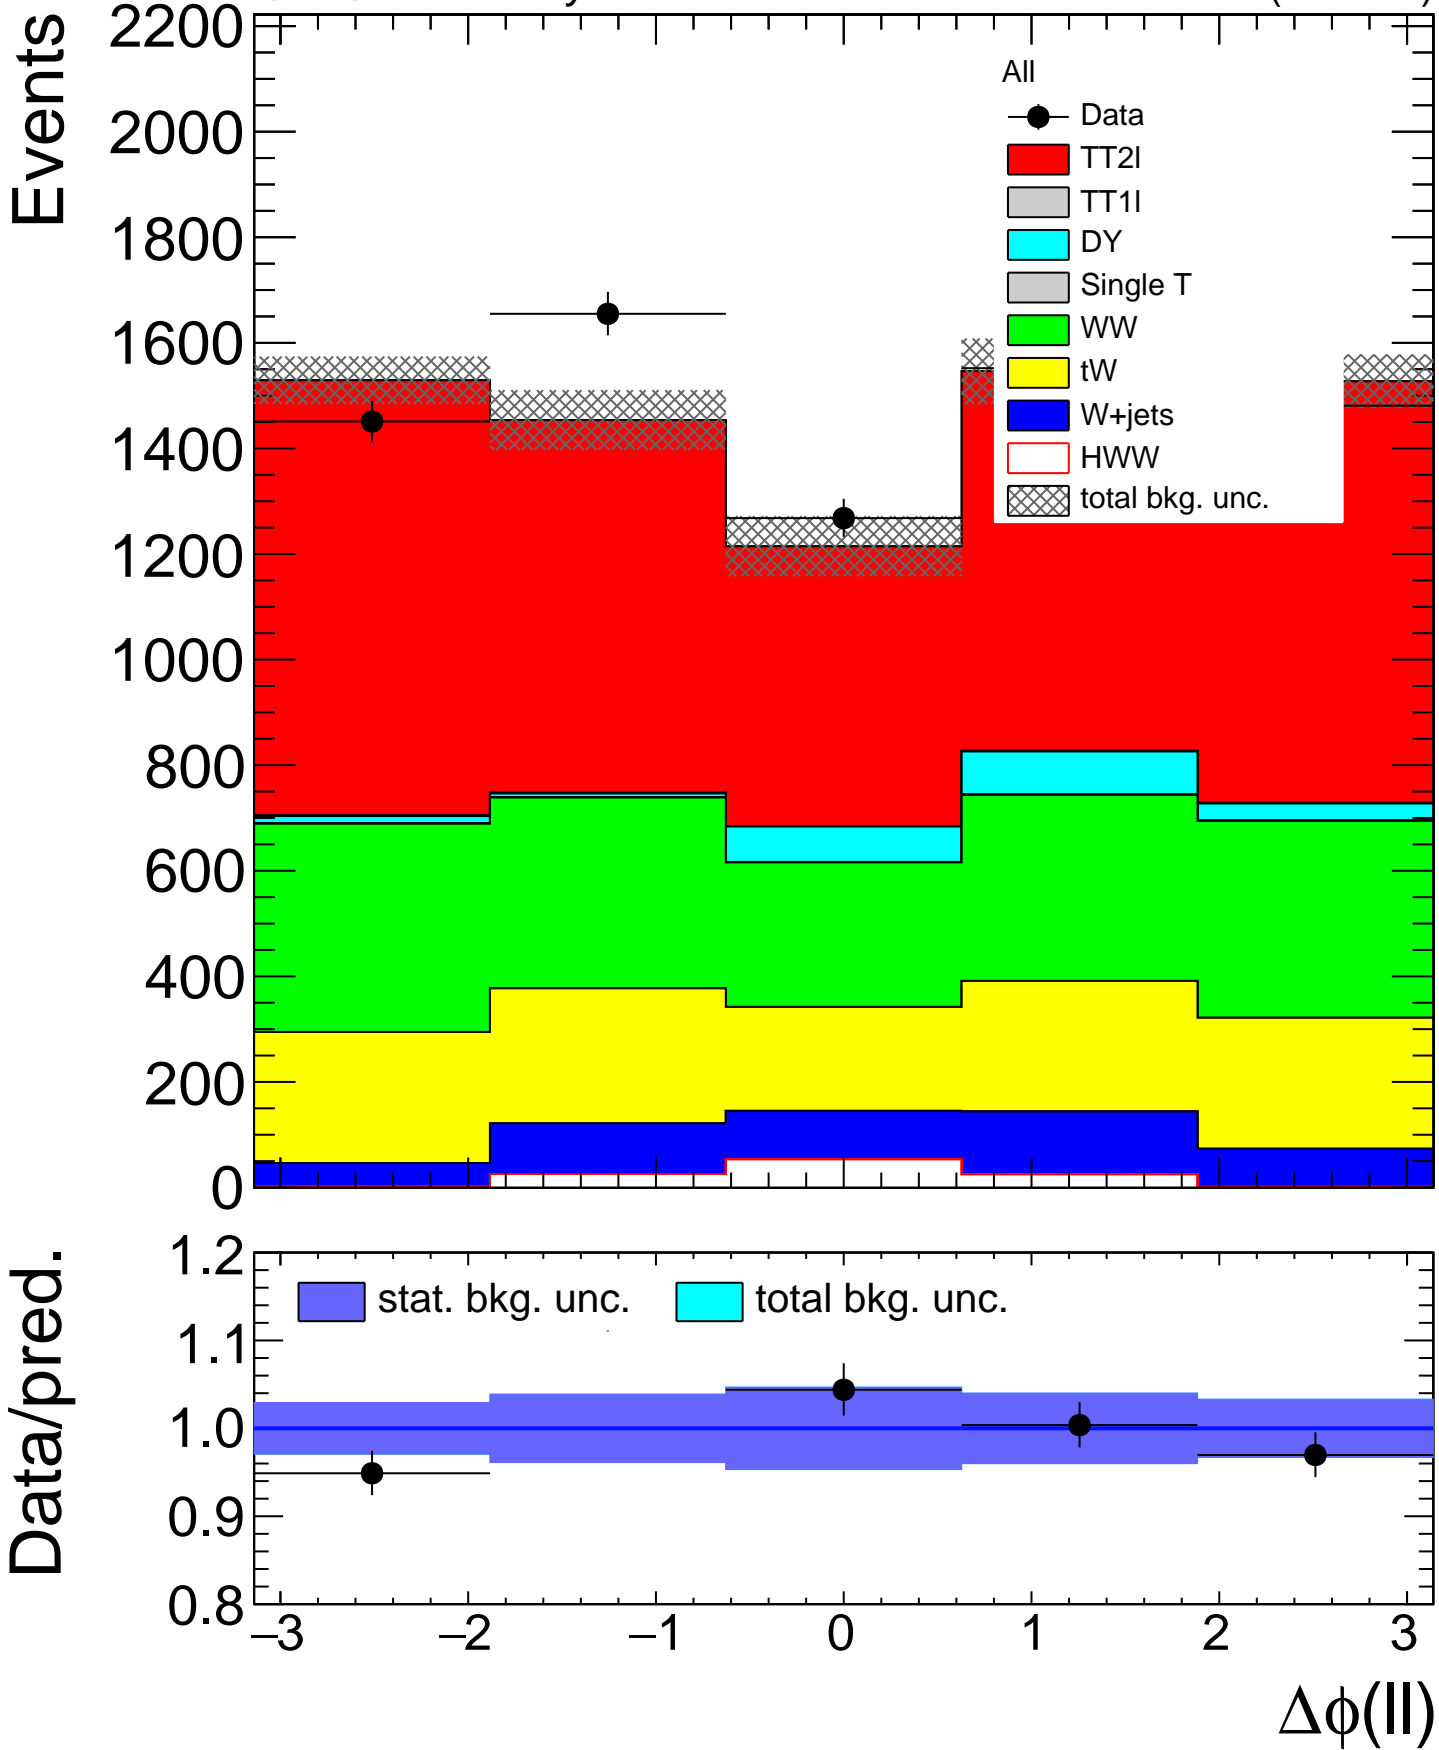 Events
2200
2000
1800
1600
1400
1200
1000
800
600
400
200
0
All
Data
TT2l
TT1l
DY
Single T
WW
tW
W+jets
HWW
total bkg. unc.
Data/pred.
1.2
1.1
1.0
0.9
0.8
stat. bkg. unc. total bkg. unc.
−3 −2 −1 0 1 2 3
Δϕ(ll)